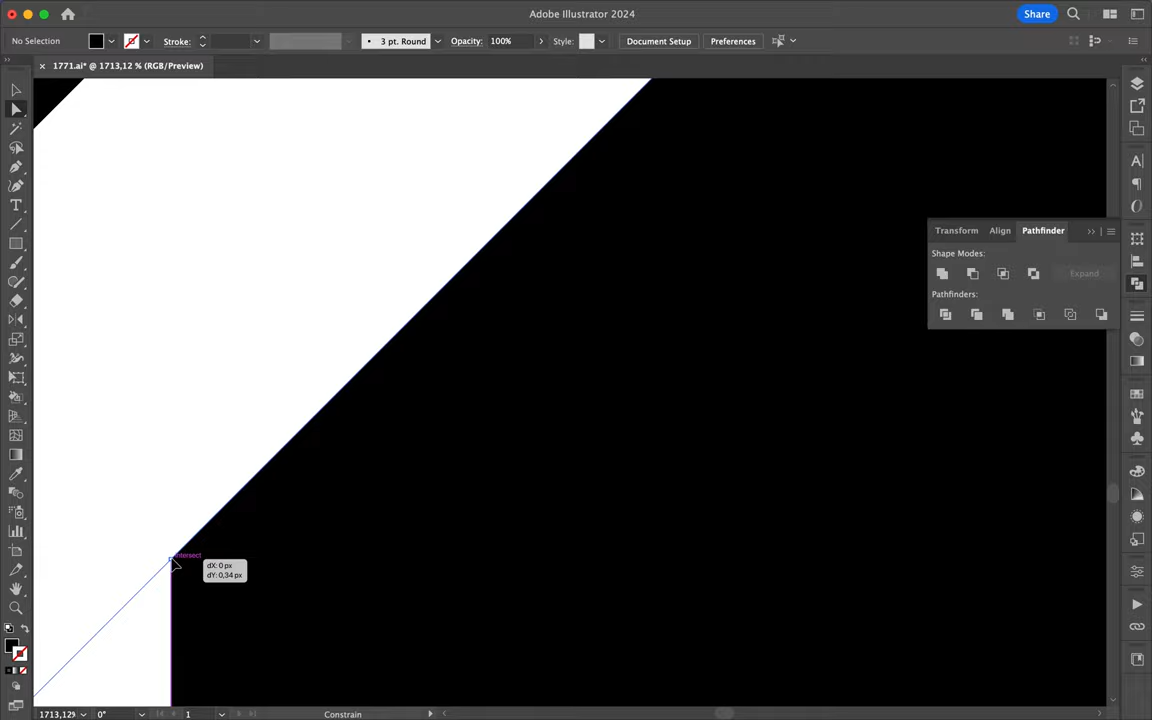 Adobe Illustrator 2024
Share
No Selection
Stroke:
3 pt. Round
Opacity: 100%
Style:
Document Setup
Preferences
× 1771.ai* @ 1713,12 % (RGB/Preview)
Transform
Align
Pathfinder
Shape Modes:
Expand
Pathfinders:
intersect
dX: 0 px
dY: 0,34 px
1713,12%
0°
1
Constrain